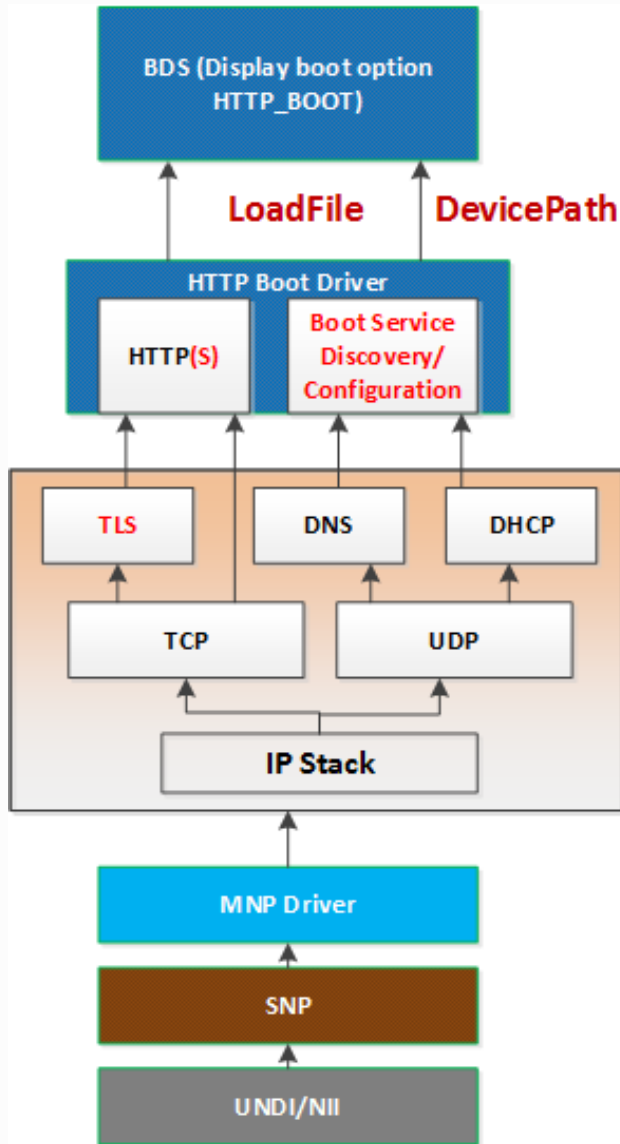 BDS (Display boot option
HTTP_BOOT)
LoadFile
DevicePath
HTTP Boot Driver
HTTP(S)
Boot Service
Discovery/
Configuration
TLS
DNS
DHCP
TCP
UDP
IP Stack
MNP Driver
SNP
UNDI/NII